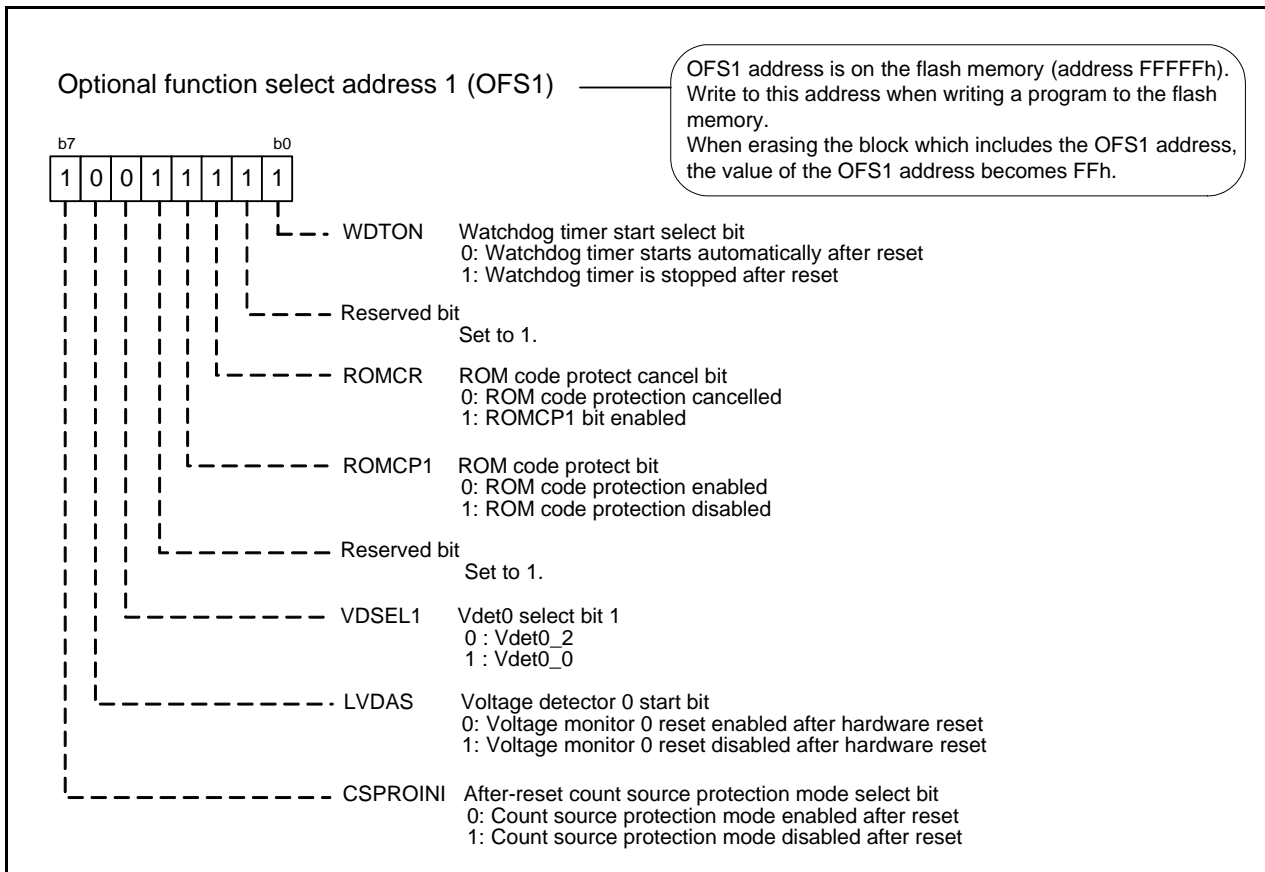 Optional function select address 1 (OFS1)
OFS1 address is on the flash memory (address FFFFFh).
Write to this address when writing a program to the flash
memory.
When erasing the block which includes the OFS1 address,
the value of the OFS1 address becomes FFh.
b7 b0
1 0 0 1 1 1 1 1
WDTON Watchdog timer start select bit
0: Watchdog timer starts automatically after reset
1: Watchdog timer is stopped after reset
Reserved bit
Set to 1.
ROMCR ROM code protect cancel bit
0: ROM code protection cancelled
1: ROMCP1 bit enabled
ROMCP1 ROM code protect bit
0: ROM code protection enabled
1: ROM code protection disabled
Reserved bit
Set to 1.
VDSEL1 Vdet0 select bit 1
0 : Vdet0_2
1 : Vdet0_0
LVDAS Voltage detector 0 start bit
0: Voltage monitor 0 reset enabled after hardware reset
1: Voltage monitor 0 reset disabled after hardware reset
CSPROINI After-reset count source protection mode select bit
0: Count source protection mode enabled after reset
1: Count source protection mode disabled after reset